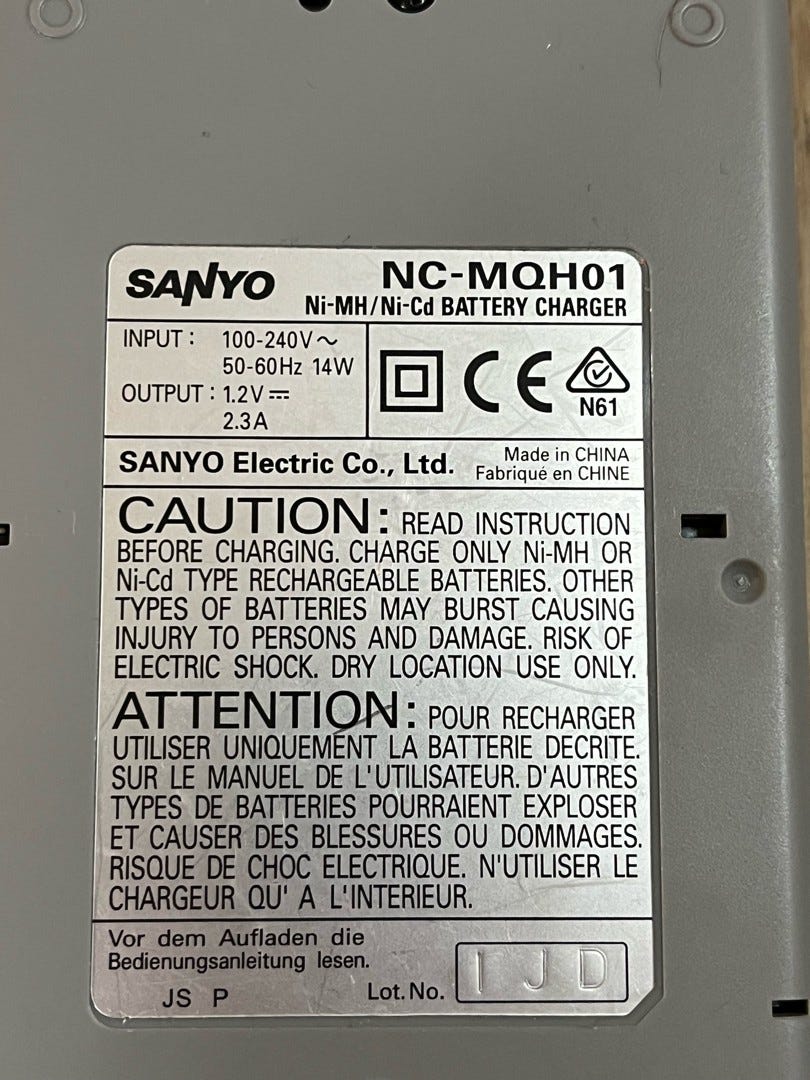 SANYO NC-MQH01
Ni-MH/Ni-Cd BATTERY CHARGER
INPUT : 100-240V～
50-60Hz 14W
OUTPUT : 1.2V⎓
2.3A
CE
N61
SANYO Electric Co., Ltd.
Made in CHINA
Fabriqué en CHINE
CAUTION: READ INSTRUCTION
BEFORE CHARGING. CHARGE ONLY Ni-MH OR
Ni-Cd TYPE RECHARGEABLE BATTERIES. OTHER
TYPES OF BATTERIES MAY BURST CAUSING
INJURY TO PERSONS AND DAMAGE. RISK OF
ELECTRIC SHOCK. DRY LOCATION USE ONLY.
ATTENTION: POUR RECHARGER
UTILISER UNIQUEMENT LA BATTERIE DECRITE.
SUR LE MANUEL DE L'UTILISATEUR. D'AUTRES
TYPES DE BATTERIES POURRAIENT EXPLOSER
ET CAUSER DES BLESSURES OU DOMMAGES.
RISQUE DE CHOC ELECTRIQUE. N'UTILISER LE
CHARGEUR QU' A L'INTERIEUR.
Vor dem Aufladen die
Bedienungsanleitung lesen.
JS P
Lot. No. I J D